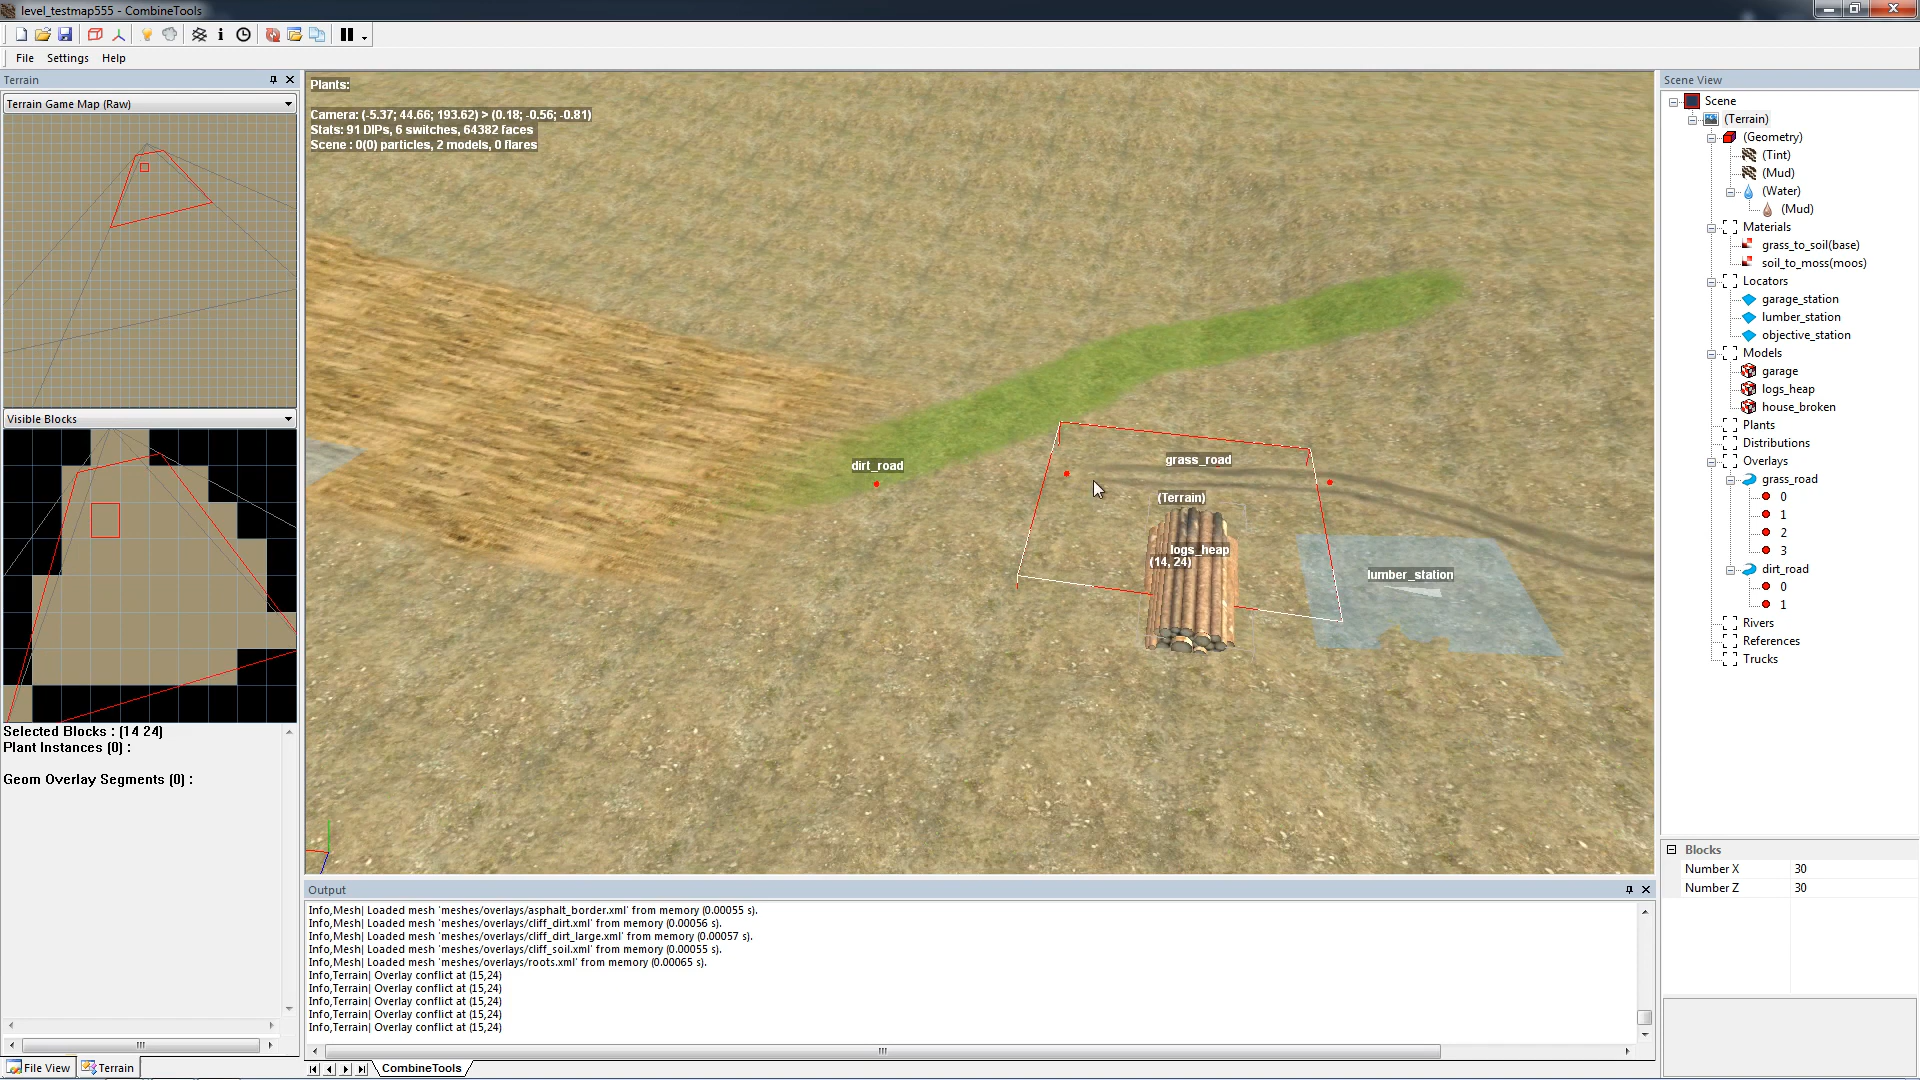 level_testmap555 - CombineTools
File Settings Help
Terrain
Terrain Game Map (Raw)
Visible Blocks
Selected Blocks : (14 24)
Plant Instances (0) :
Geom Overlay Segments (0) :
File View Terrain
Plants:
Camera: (-5.37; 44.66; 193.62) > (0.18; -0.56; -0.81)
Stats: 91 DIPs, 6 switches, 64382 faces
Scene : 0(0) particles, 2 models, 0 flares
dirt_road
grass_road
(Terrain)
logs_heap
(14, 24)
lumber_station
Output
Info,Mesh| Loaded mesh 'meshes/overlays/asphalt_border.xml' from memory (0.00055 s).
Info,Mesh| Loaded mesh 'meshes/overlays/cliff_dirt.xml' from memory (0.00056 s).
Info,Mesh| Loaded mesh 'meshes/overlays/cliff_dirt_large.xml' from memory (0.00057 s).
Info,Mesh| Loaded mesh 'meshes/overlays/cliff_soil.xml' from memory (0.00055 s).
Info,Mesh| Loaded mesh 'meshes/overlays/roots.xml' from memory (0.00065 s).
Info,Terrain| Overlay conflict at (15,24)
Info,Terrain| Overlay conflict at (15,24)
Info,Terrain| Overlay conflict at (15,24)
Info,Terrain| Overlay conflict at (15,24)
Info,Terrain| Overlay conflict at (15,24)
CombineTools
Scene View
Scene
(Terrain)
(Geometry)
(Tint)
(Mud)
(Water)
(Mud)
Materials
grass_to_soil(base)
soil_to_moss(moos)
Locators
garage_station
lumber_station
objective_station
Models
garage
logs_heap
house_broken
Plants
Distributions
Overlays
grass_road
0
1
2
3
dirt_road
0
1
Rivers
References
Trucks
Blocks
Number X 30
Number Z 30